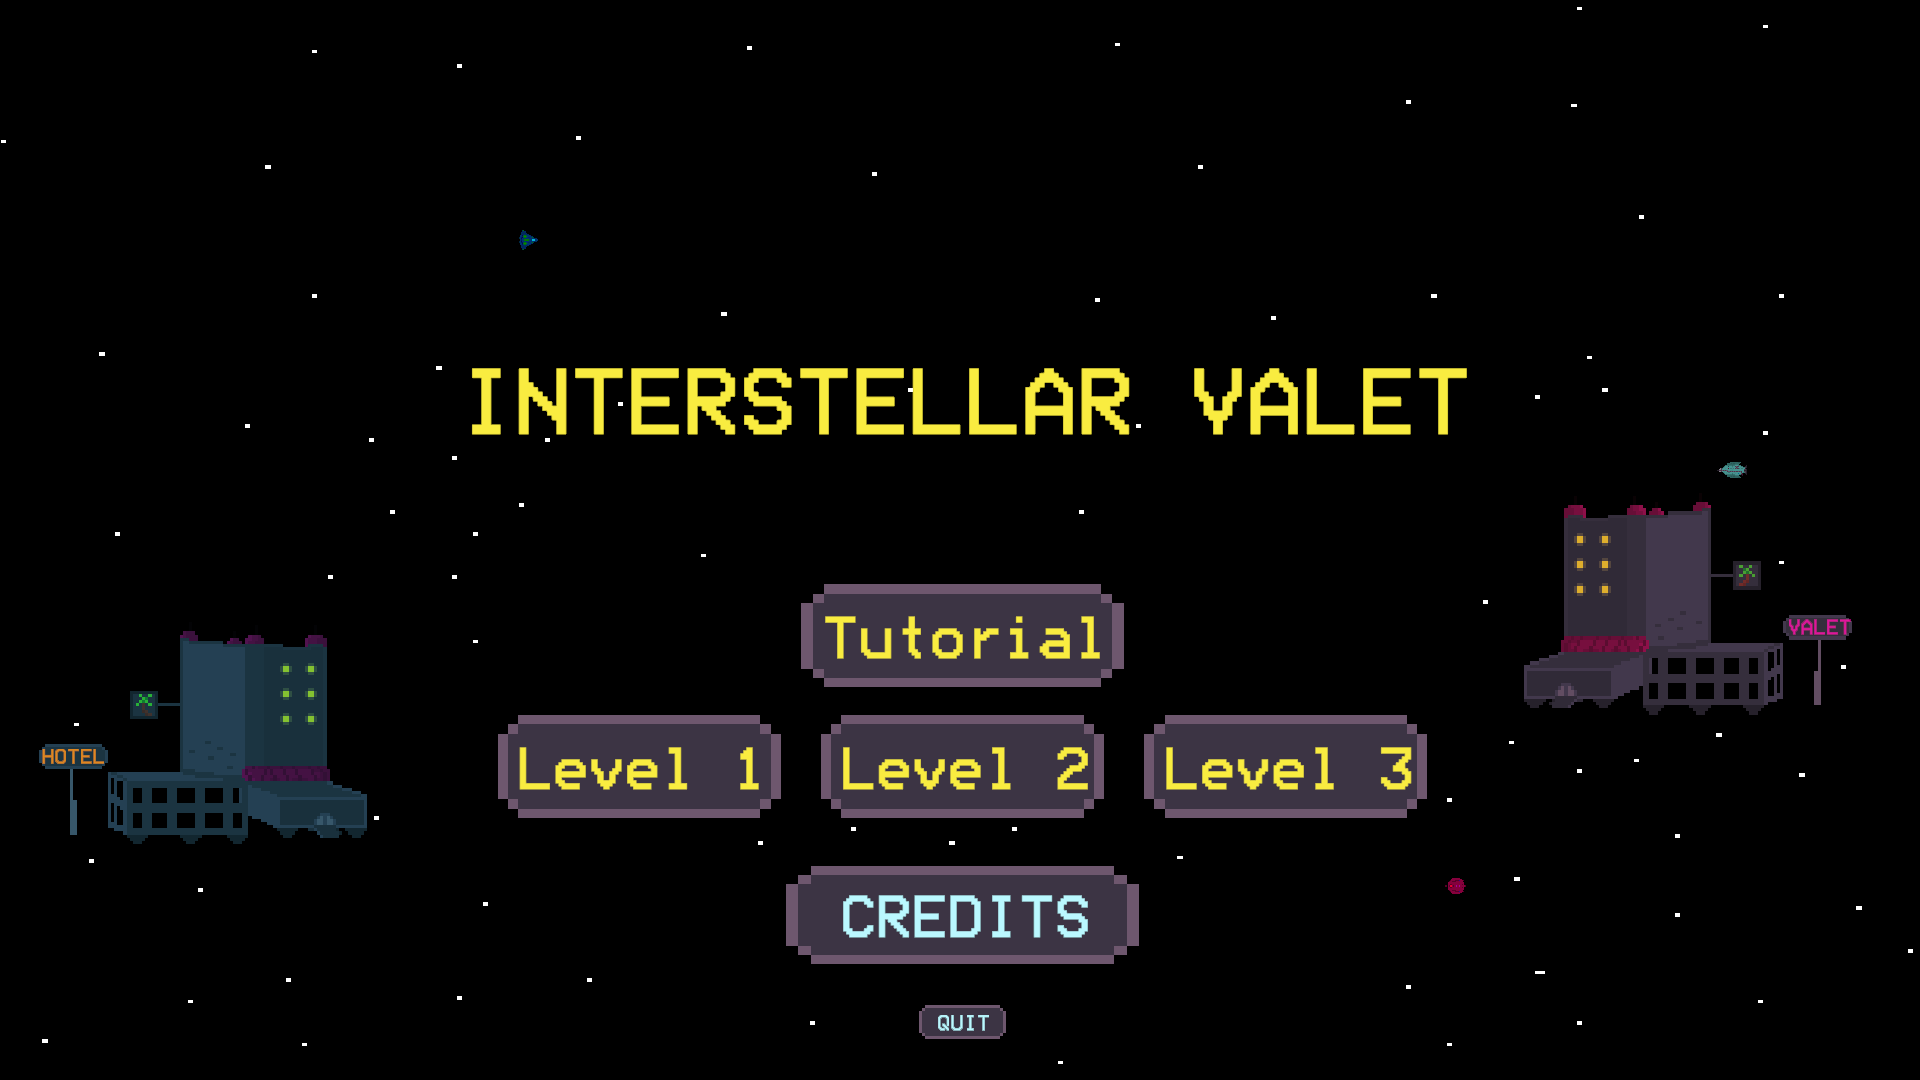 INTERSTELLAR VALET
Tutorial
VALET
HOTEL
Level 1
Level 2
Level 3
CREDITS
QUIT